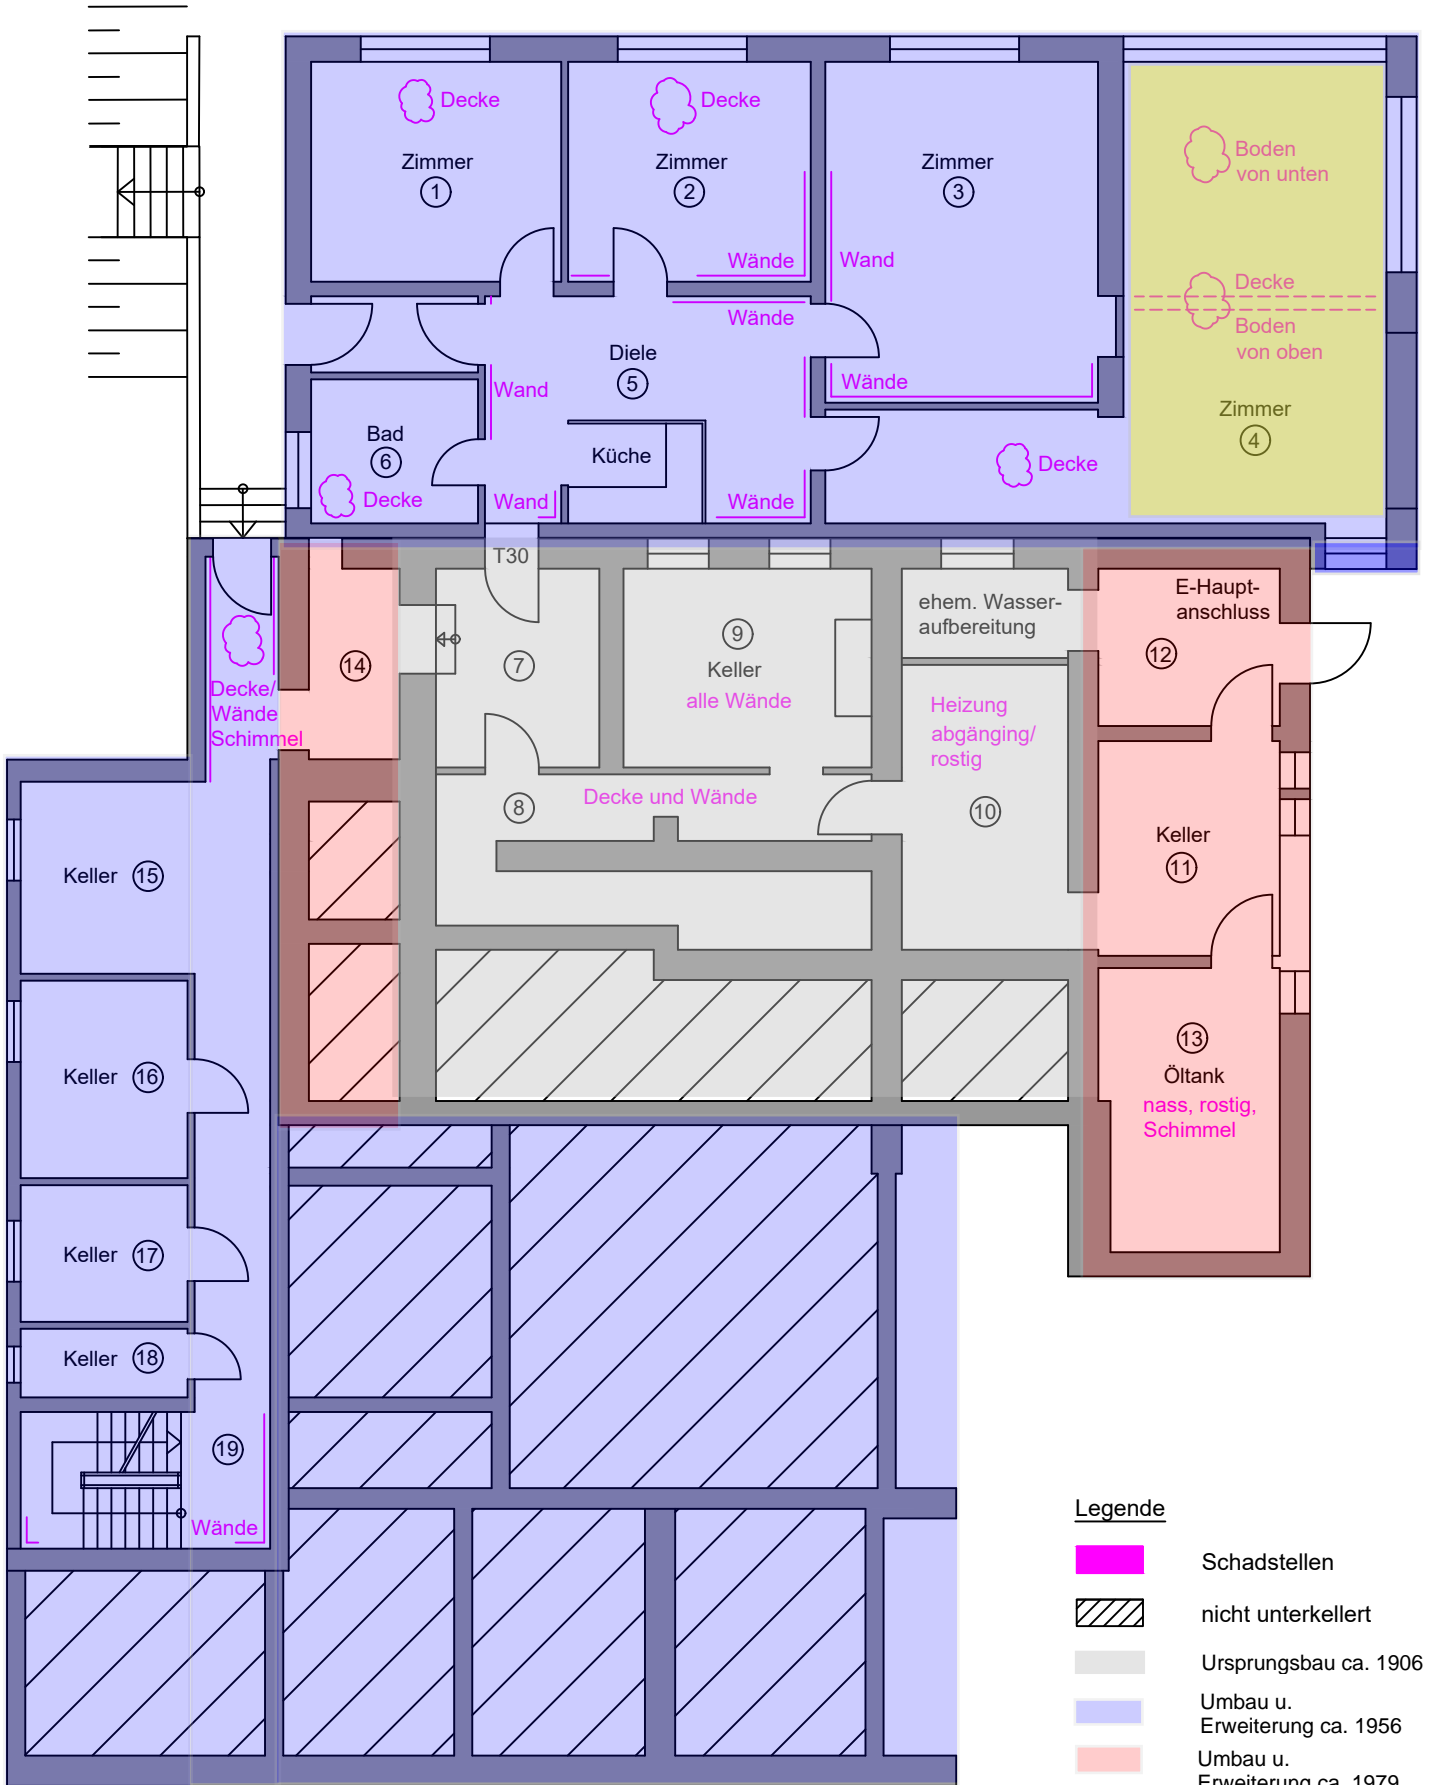 Decke
Zimmer
1
Decke
Zimmer
2
Wände
Zimmer
3
Wand
Wände
Boden
von unten
Decke
Boden
von oben
Zimmer
4
Decke
Wände
Diele
5
Wand
Küche
Wand
Wände
Bad
6
Decke
T30
7
14
9
Keller
alle Wände
ehem. Wasser-
aufbereitung
E-Haupt-
anschluss
12
Decke/
Wände
Schimmel
Heizung
abgänging/
rostig
10
8
Decke und Wände
Keller
11
Keller 15
Keller 16
Keller 17
Keller 18
19
Wände
13
Öltank
nass, rostig,
Schimmel
Legende
Schadstellen
nicht unterkellert
Ursprungsbau ca. 1906
Umbau u.
Erweiterung ca. 1956
Umbau u.
Erweiterung ca. 1979